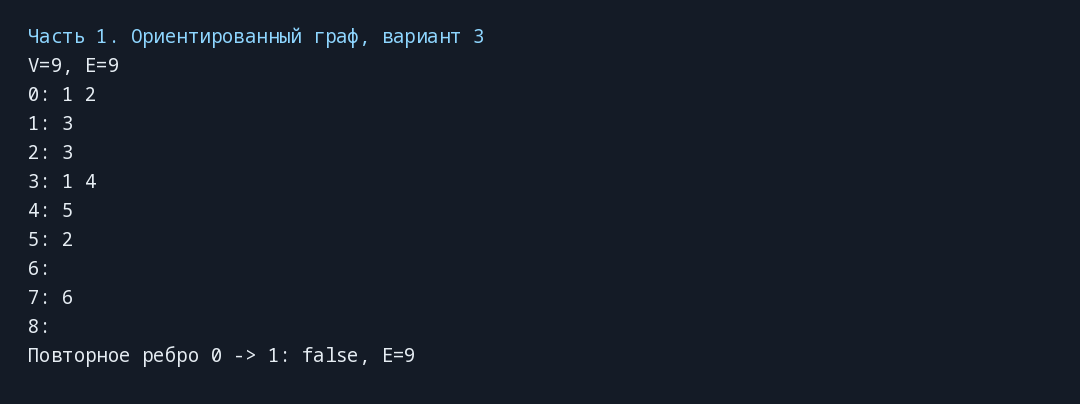 Часть 1. Ориентированный граф, вариант 3
V=9, E=9
0: 1 2
1: 3
2: 3
3: 1 4
4: 5
5: 2
6:
7: 6
8:
Повторное ребро 0 -> 1: false, E=9